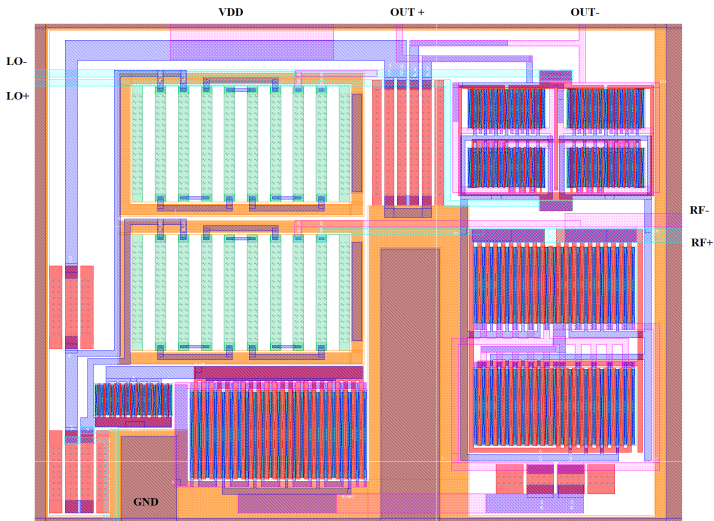 VDD OUT + OUT-
LO-
LO+
RF-
RF+
GND